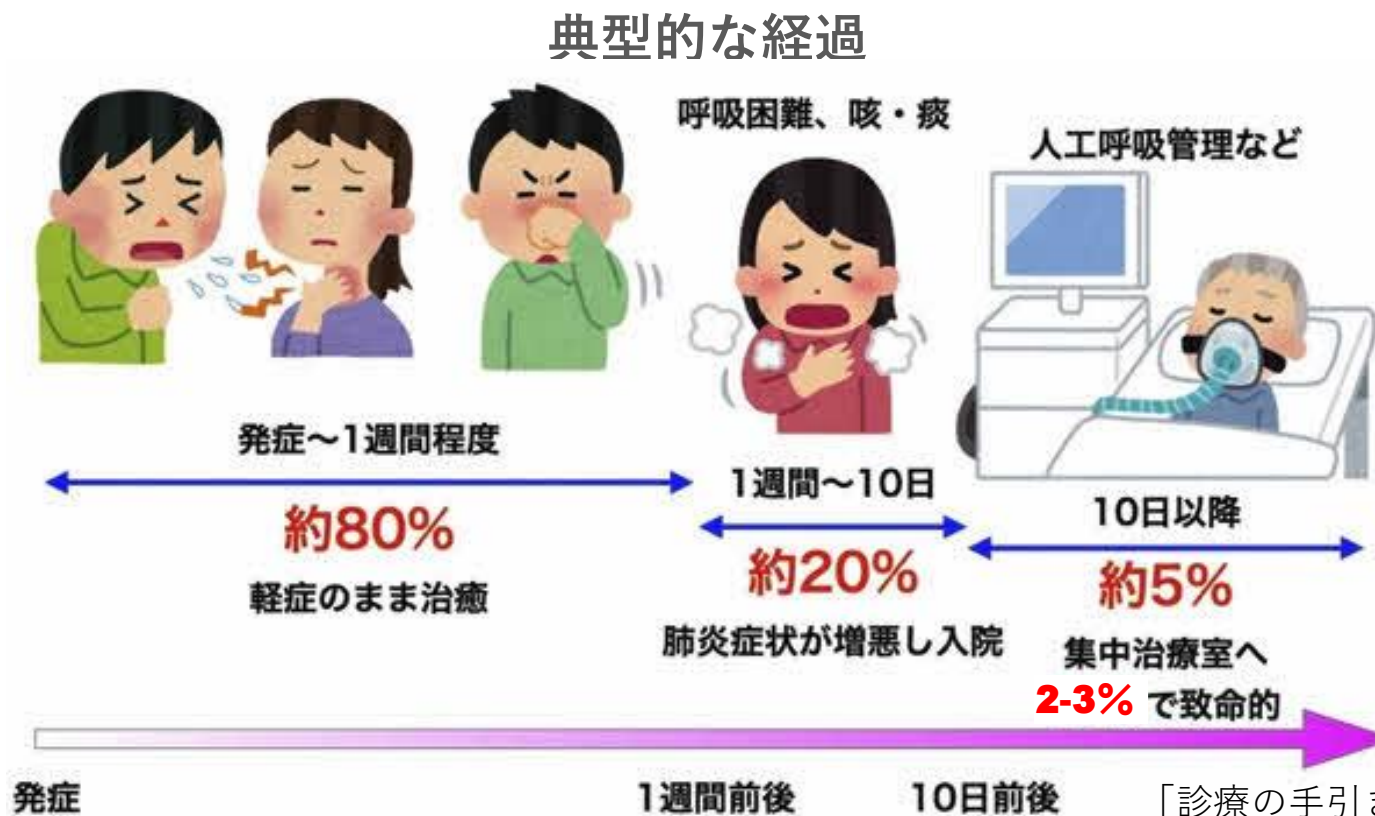 典型的な経過
呼吸困難、咳・痰
人工呼吸管理など
発症〜1週間程度
約80%
軽症のまま治癒
1週間〜10日
約20%
肺炎症状が増悪し入院
10日以降
約5%
集中治療室へ
2-3% で致命的
発症
1週間前後
10日前後
「診療の手引き